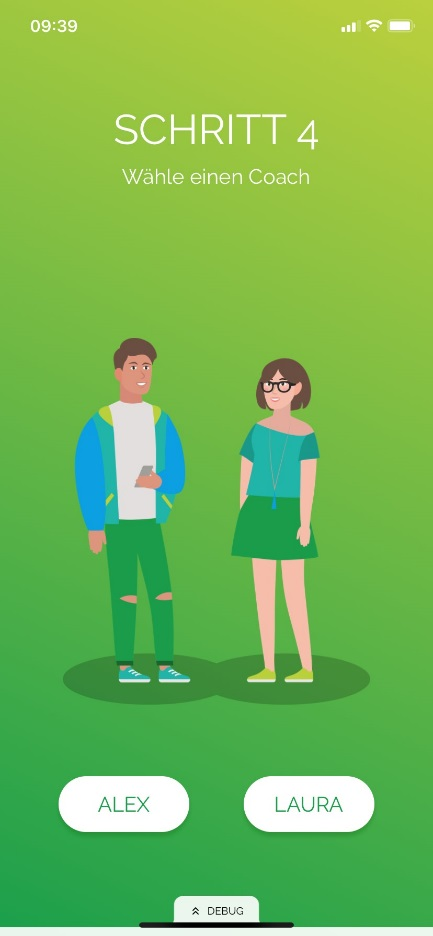 09:39
SCHRITT 4
Wähle einen Coach
ALEX
LAURA
DEBUG